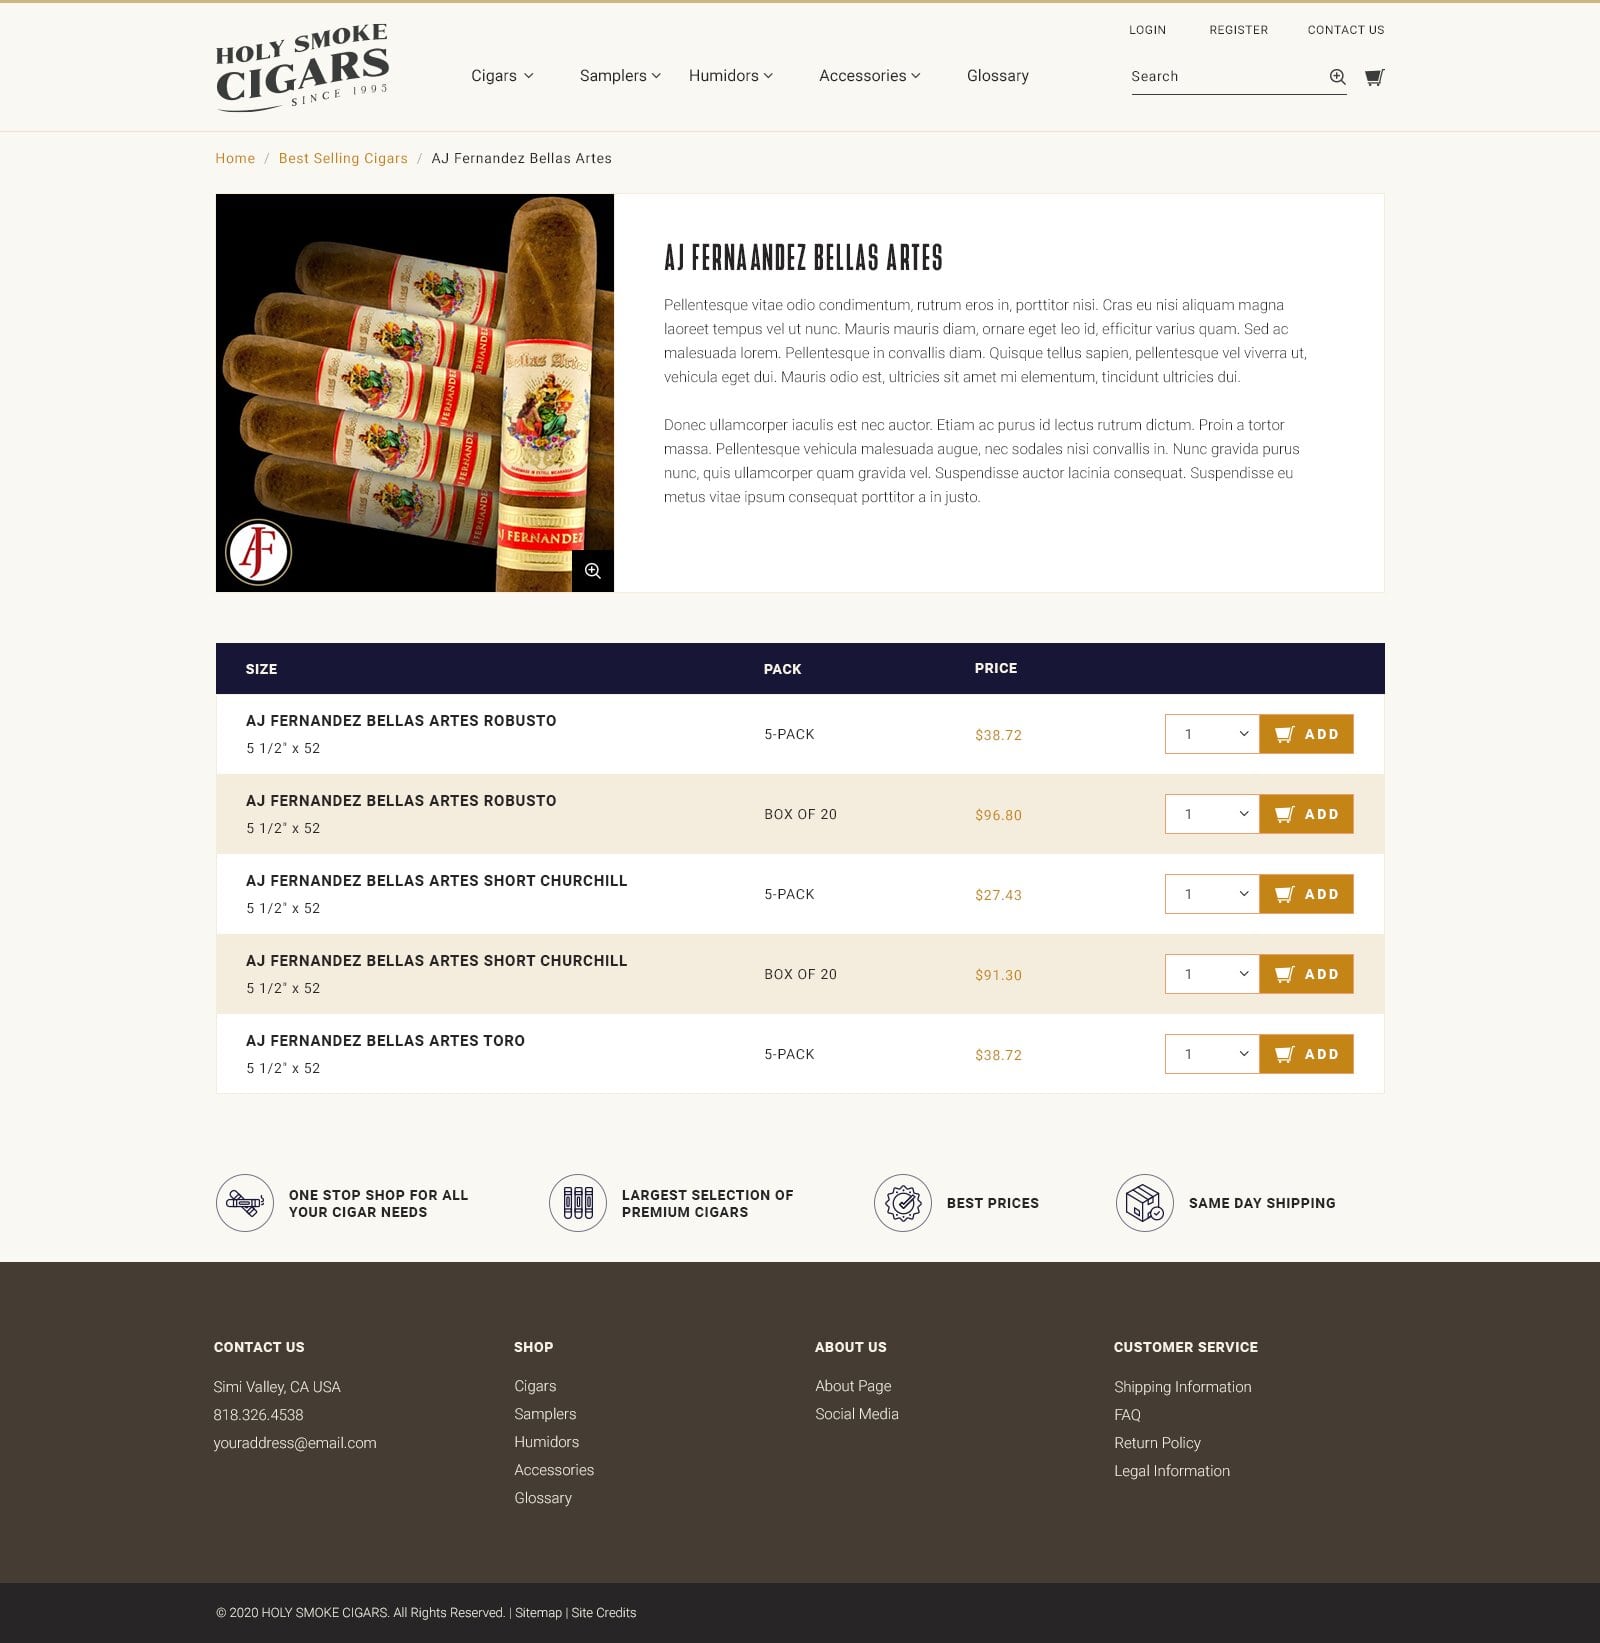 LOGIN REGISTER CONTACT US
HOLY SMOKE
CIGARS
SINCE 1995
Cigars Samplers Humidors Accessories Glossary Search
Home / Best Selling Cigars / AJ Fernandez Bellas Artes
Bellas Artes
AJ FERNANDEZ
AJF
AJ FERNAANDEZ BELLAS ARTES
Pellentesque vitae odio condimentum, rutrum eros in, porttitor nisi. Cras eu nisi aliquam magna
laoreet tempus vel ut nunc. Mauris mauris diam, ornare eget leo id, efficitur varius quam. Sed ac
malesuada lorem. Pellentesque in convallis diam. Quisque tellus sapien, pellentesque vel viverra ut,
vehicula eget dui. Mauris odio est, ultricies sit amet mi elementum, tincidunt ultricies dui.
Donec ullamcorper iaculis est nec auctor. Etiam ac purus id lectus rutrum dictum. Proin a tortor
massa. Pellentesque vehicula malesuada augue, nec sodales nisi convallis in. Nunc gravida purus
nunc, quis ullamcorper quam gravida vel. Suspendisse auctor lacinia consequat. Suspendisse eu
metus vitae ipsum consequat porttitor a in justo.
SIZE PACK PRICE
AJ FERNANDEZ BELLAS ARTES ROBUSTO
5 1/2" x 52
5-PACK $38.72 1 ADD
AJ FERNANDEZ BELLAS ARTES ROBUSTO
5 1/2" x 52
BOX OF 20 $96.80 1 ADD
AJ FERNANDEZ BELLAS ARTES SHORT CHURCHILL
5 1/2" x 52
5-PACK $27.43 1 ADD
AJ FERNANDEZ BELLAS ARTES SHORT CHURCHILL
5 1/2" x 52
BOX OF 20 $91.30 1 ADD
AJ FERNANDEZ BELLAS ARTES TORO
5 1/2" x 52
5-PACK $38.72 1 ADD
ONE STOP SHOP FOR ALL
YOUR CIGAR NEEDS
LARGEST SELECTION OF
PREMIUM CIGARS
BEST PRICES
SAME DAY SHIPPING
CONTACT US
Simi Valley, CA USA
818.326.4538
youraddress@email.com
SHOP
Cigars
Samplers
Humidors
Accessories
Glossary
ABOUT US
About Page
Social Media
CUSTOMER SERVICE
Shipping Information
FAQ
Return Policy
Legal Information
© 2020 HOLY SMOKE CIGARS. All Rights Reserved. | Sitemap | Site Credits